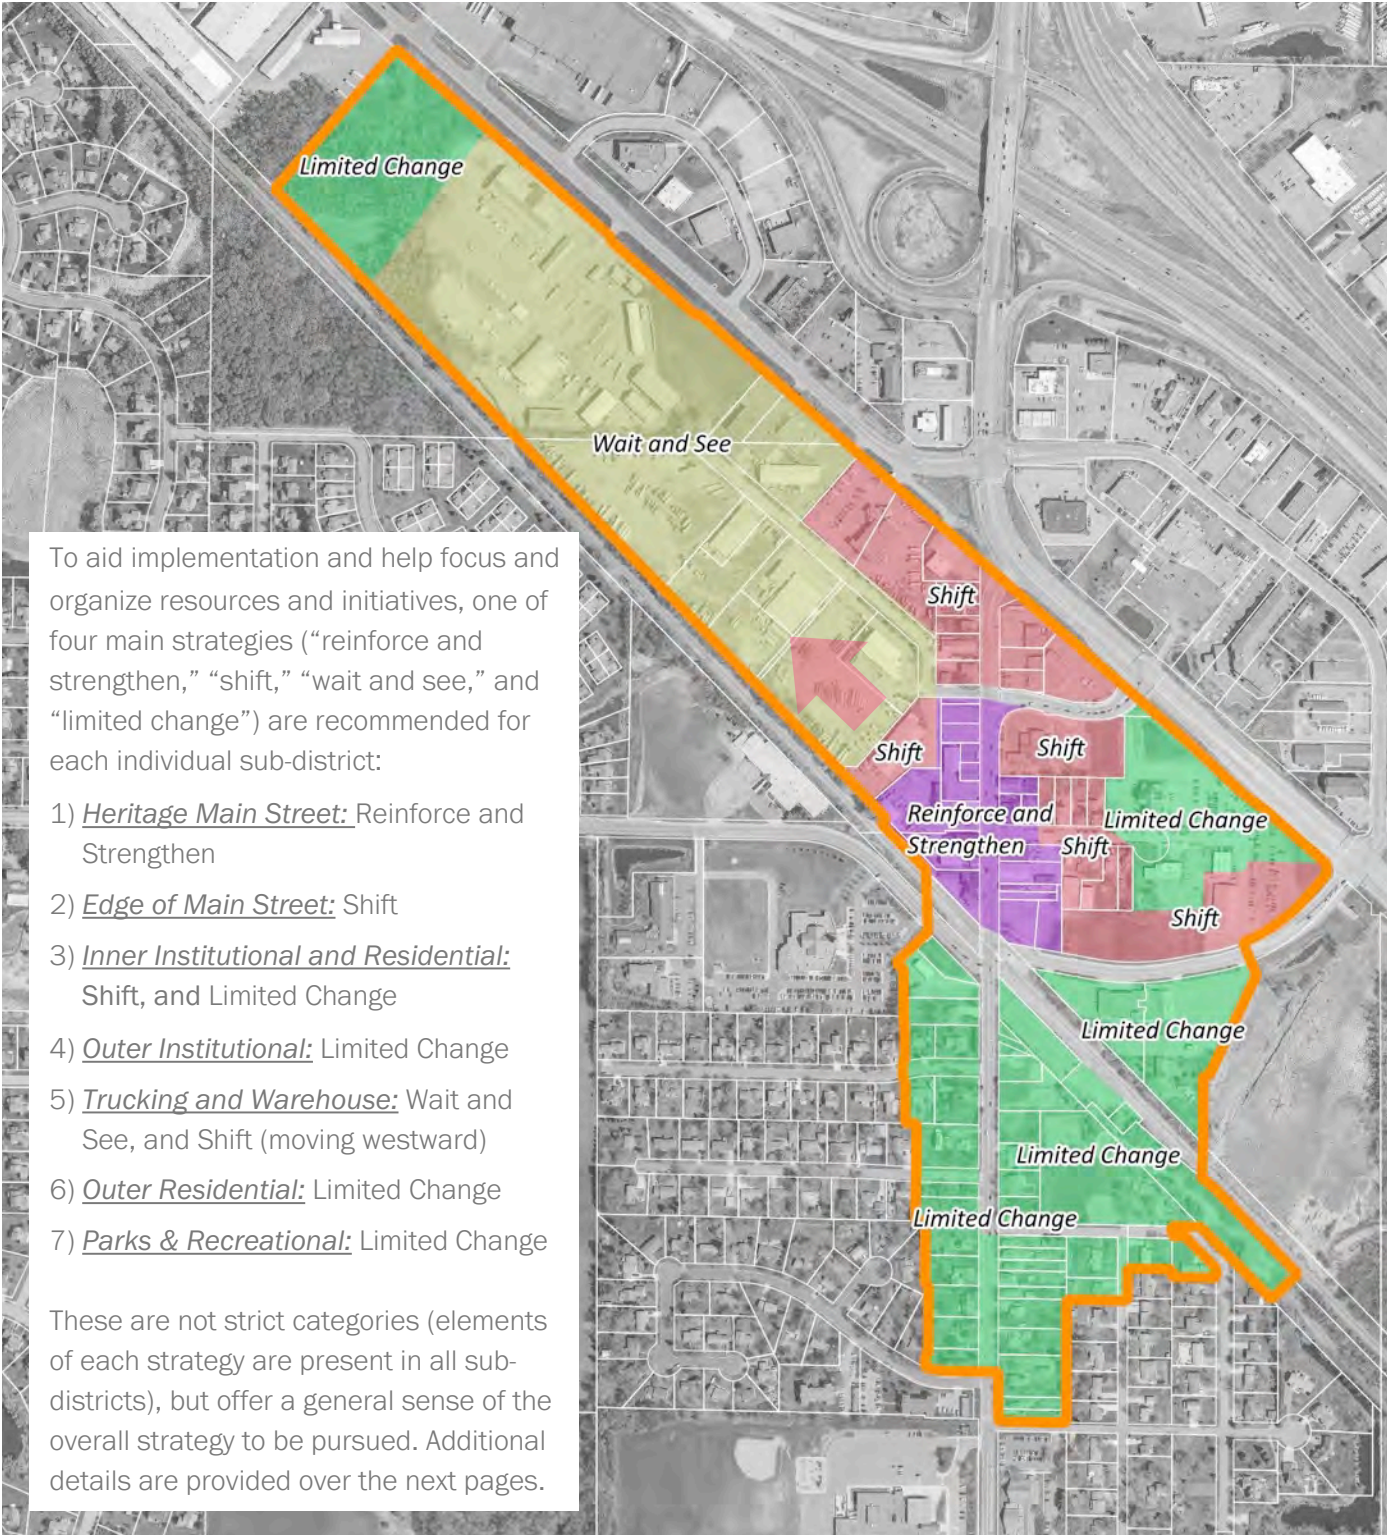 Limited Change
Wait and See
Shift
Shift
Shift
Reinforce and
Strengthen
Limited Change
Shift
Shift
Limited Change
Limited Change
Limited Change
To aid implementation and help focus and
organize resources and initiatives, one of
four main strategies (“reinforce and
strengthen,” “shift,” “wait and see,” and
“limited change”) are recommended for
each individual sub-district:
1) Heritage Main Street: Reinforce and
Strengthen
2) Edge of Main Street: Shift
3) Inner Institutional and Residential:
Shift, and Limited Change
4) Outer Institutional: Limited Change
5) Trucking and Warehouse: Wait and
See, and Shift (moving westward)
6) Outer Residential: Limited Change
7) Parks & Recreational: Limited Change
These are not strict categories (elements
of each strategy are present in all sub-
districts), but offer a general sense of the
overall strategy to be pursued. Additional
details are provided over the next pages.